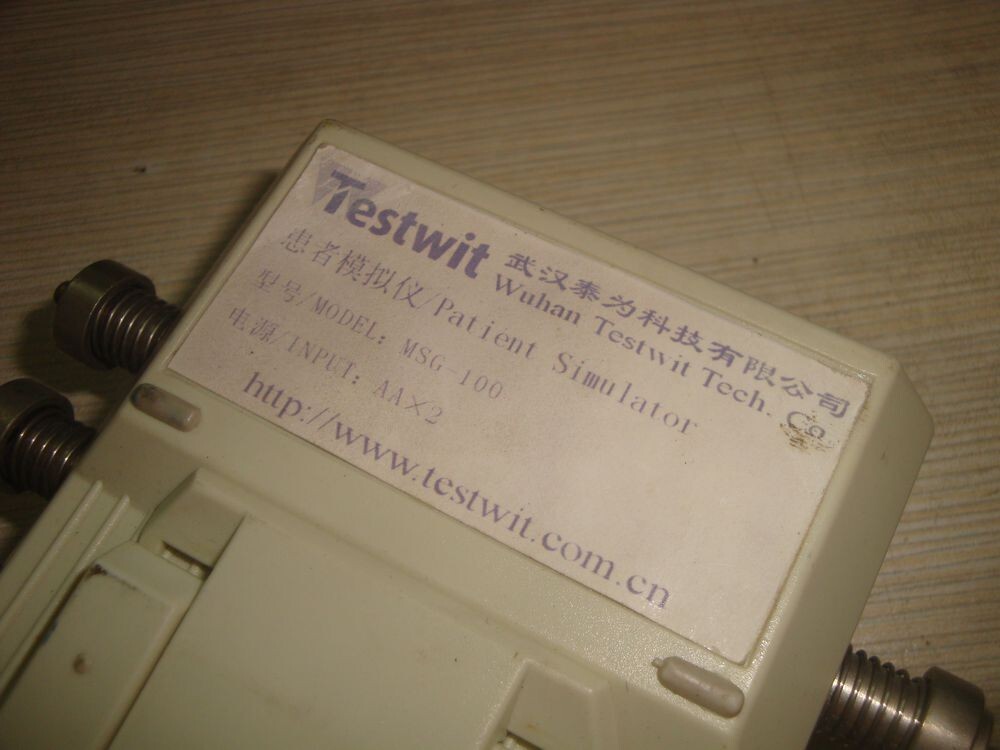 Testwit
武汉泰为科技有限公司
Wuhan Testwit Tech. Co
患者模拟仪/Patient Simulator
型号/MODEL: MSG-100
电源/INPUT: AA×2
http://www.testwit.com.cn